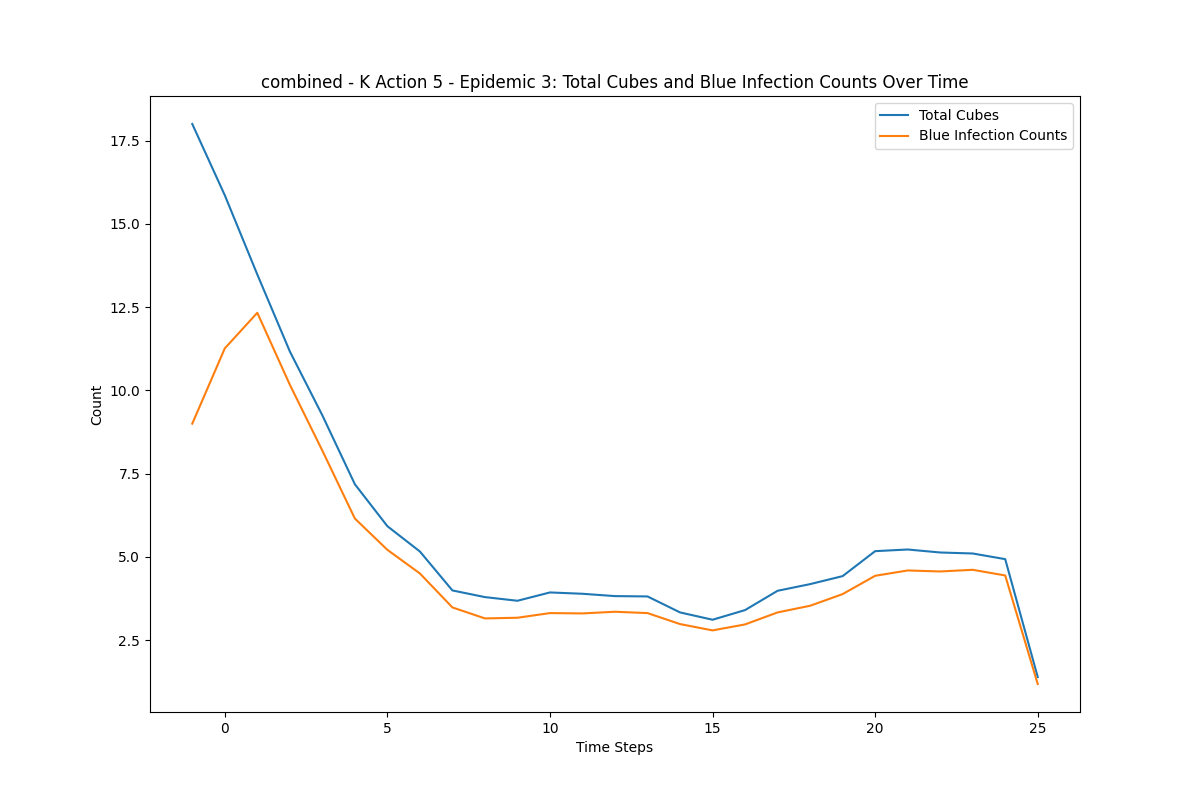 combined - K Action 5 - Epidemic 3: Total Cubes and Blue Infection Counts Over Time
Total Cubes
Blue Infection Counts
17.5
15.0
12.5
10.0
7.5
5.0
2.5
Count
0 5 10 15 20 25
Time Steps